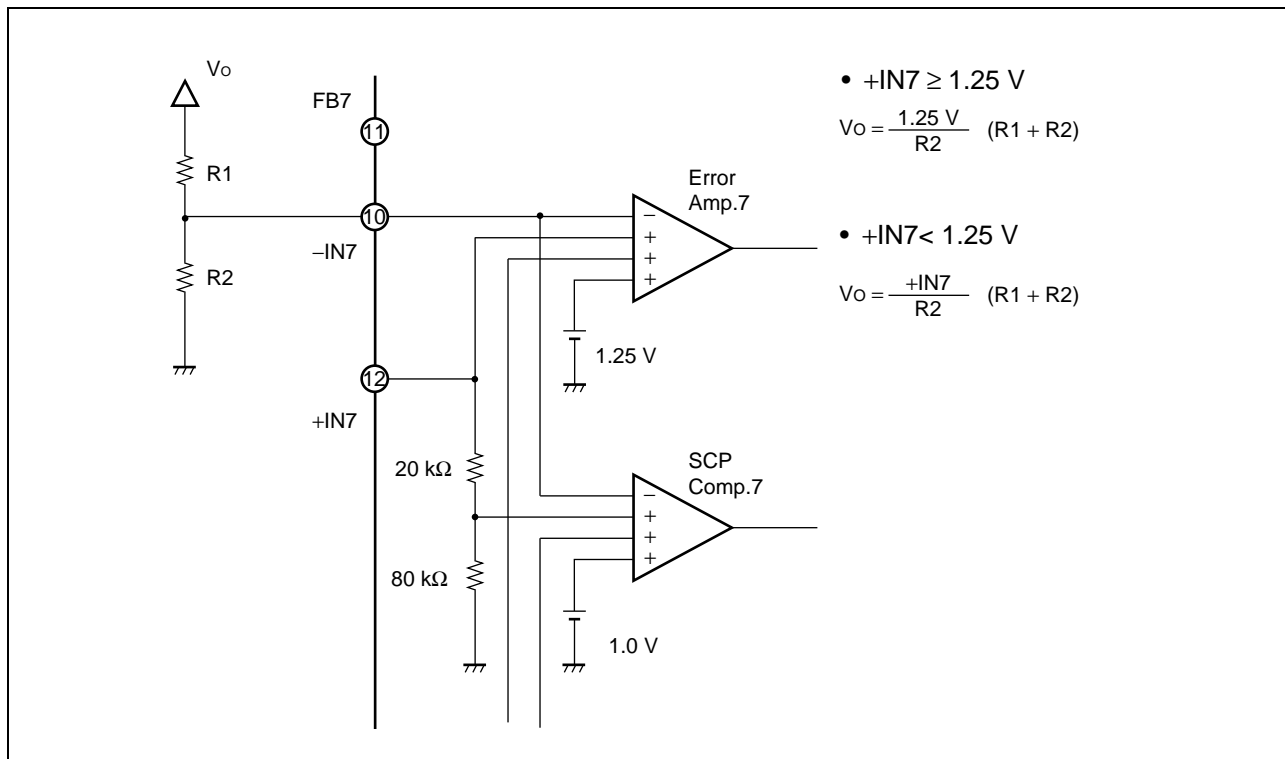 Vo
FB7
11
R1
10
−IN7
R2
12
+IN7
20 kΩ
80 kΩ
Error
Amp.7
−
+
+
+
1.25 V
SCP
Comp.7
−
+
+
+
1.0 V
• +IN7 ≥ 1.25 V
Vo = 1.25 V / R2 (R1 + R2)
• +IN7< 1.25 V
Vo = +IN7 / R2 (R1 + R2)